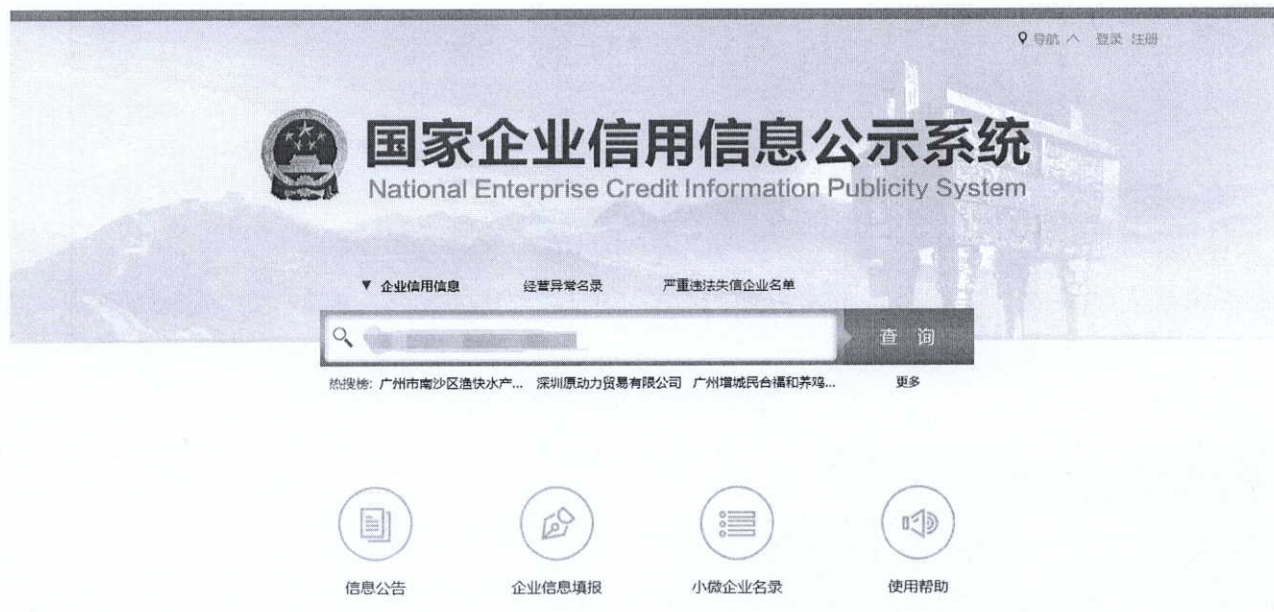 导航 へ 登录 注册
国家企业信用信息公示系统
National Enterprise Credit Information Publicity System
▼ 企业信用信息 经营异常名录 严重违法失信企业名单
查 询
热搜榜: 广州市南沙区渔快水产... 深圳原动力贸易有限公司 广州增城民合福和养鸡... 更多
信息公告 企业信息填报 小微企业名录 使用帮助